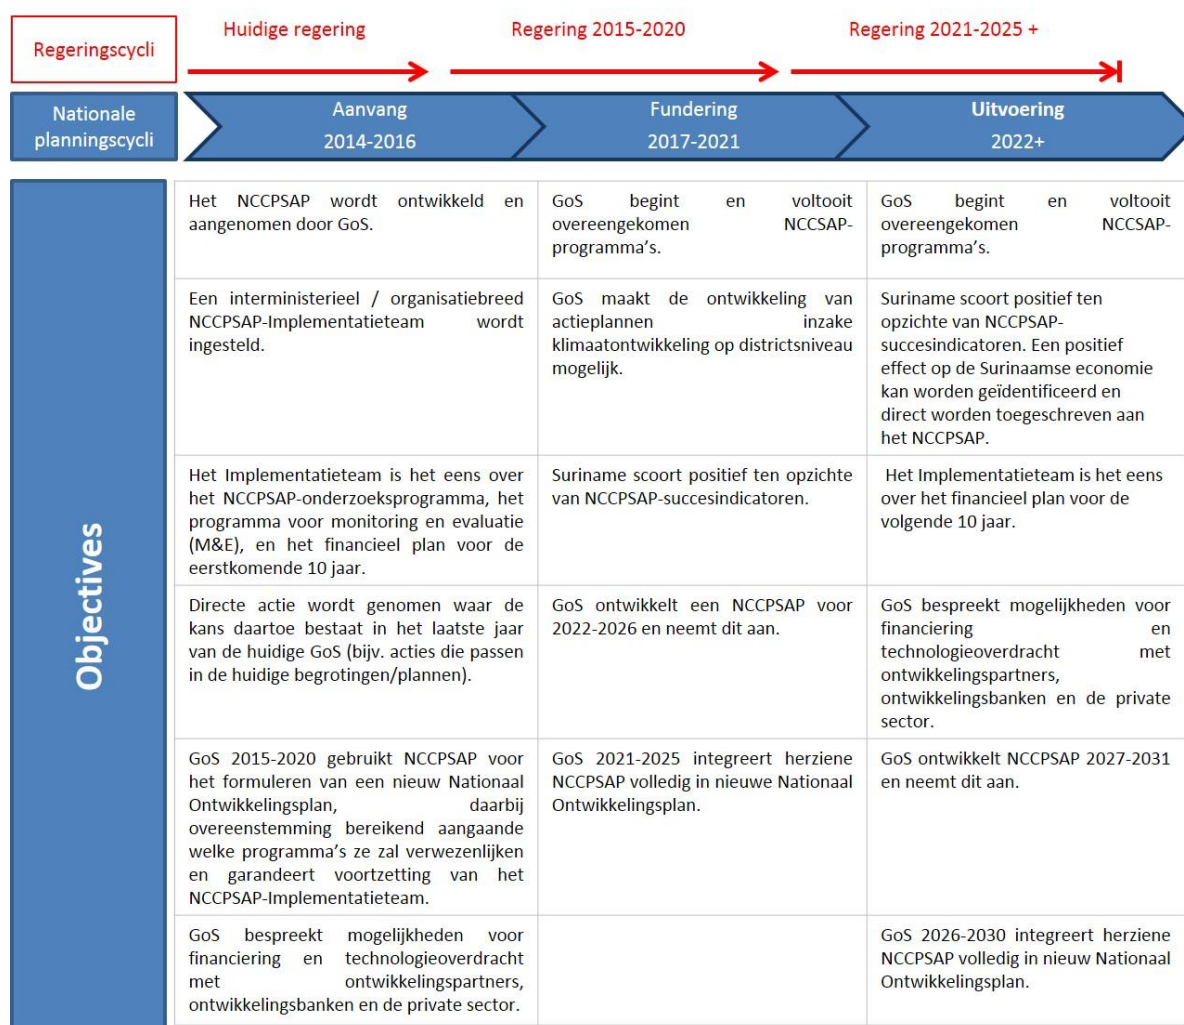 Regeringscycli
Huidige regering
Regering 2015-2020
Regering 2021-2025 +
Nationale
planningscycli
Aanvang
2014-2016
Fundering
2017-2021
Uitvoering
2022+
Objectives
Het NCCPSAP wordt ontwikkeld en
aangenomen door GoS.
GoS begint en voltooit
overeengekomen NCCSAP-
programma's.
GoS begint en voltooit
overeengekomen NCCSAP-
programma's.
Een interministerieel / organisatiebreed
NCCPSAP-Implementatieteam wordt
ingesteld.
GoS maakt de ontwikkeling van
actieplannen inzake
klimaatontwikkeling op districtsniveau
mogelijk.
Suriname scoort positief ten
opzichte van NCCPSAP-
succesindicatoren. Een positief
effect op de Surinaamse economie
kan worden geïdentificeerd en
direct worden toegeschreven aan
het NCCPSAP.
Het Implementatieteam is het eens over
het NCCPSAP-onderzoeksprogramma, het
programma voor monitoring en evaluatie
(M&E), en het financieel plan voor de
eerstkomende 10 jaar.
Suriname scoort positief ten opzichte
van NCCPSAP-succesindicatoren.
Het Implementatieteam is het eens
over het financieel plan voor de
volgende 10 jaar.
Directe actie wordt genomen waar de
kans daartoe bestaat in het laatste jaar
van de huidige GoS (bijv. acties die passen
in de huidige begrotingen/plannen).
GoS ontwikkelt een NCCPSAP voor
2022-2026 en neemt dit aan.
GoS bespreekt mogelijkheden voor
financiering en
technologieoverdracht met
ontwikkelingspartners,
ontwikkelingsbanken en de private
sector.
GoS 2015-2020 gebruikt NCCPSAP voor
het formuleren van een nieuw Nationaal
Ontwikkelingsplan, daarbij
overeenstemming bereikend aangaande
welke programma's ze zal verwezenlijken
en garandeert voortzetting van het
NCCPSAP-Implementatieteam.
GoS 2021-2025 integreert herziene
NCCPSAP volledig in nieuwe Nationaal
Ontwikkelingsplan.
GoS ontwikkelt NCCPSAP 2027-2031
en neemt dit aan.
GoS bespreekt mogelijkheden voor
financiering en technologieoverdracht
met ontwikkelingspartners,
ontwikkelingsbanken en de private sector.
GoS 2026-2030 integreert herziene
NCCPSAP volledig in nieuw Nationaal
Ontwikkelingsplan.